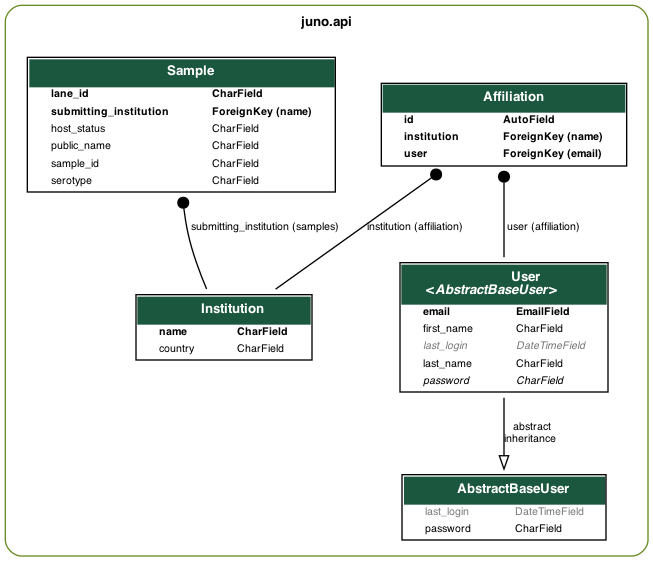 juno.api
Sample
lane_id CharField
submitting_institution ForeignKey (name)
host_status CharField
public_name CharField
sample_id CharField
serotype CharField
Affiliation
id AutoField
institution ForeignKey (name)
user ForeignKey (email)
submitting_institution (samples)
institution (affiliation)
user (affiliation)
Institution
name CharField
country CharField
User
<AbstractBaseUser>
email EmailField
first_name CharField
last_login DateTimeField
last_name CharField
password CharField
abstract
inheritance
AbstractBaseUser
last_login DateTimeField
password CharField